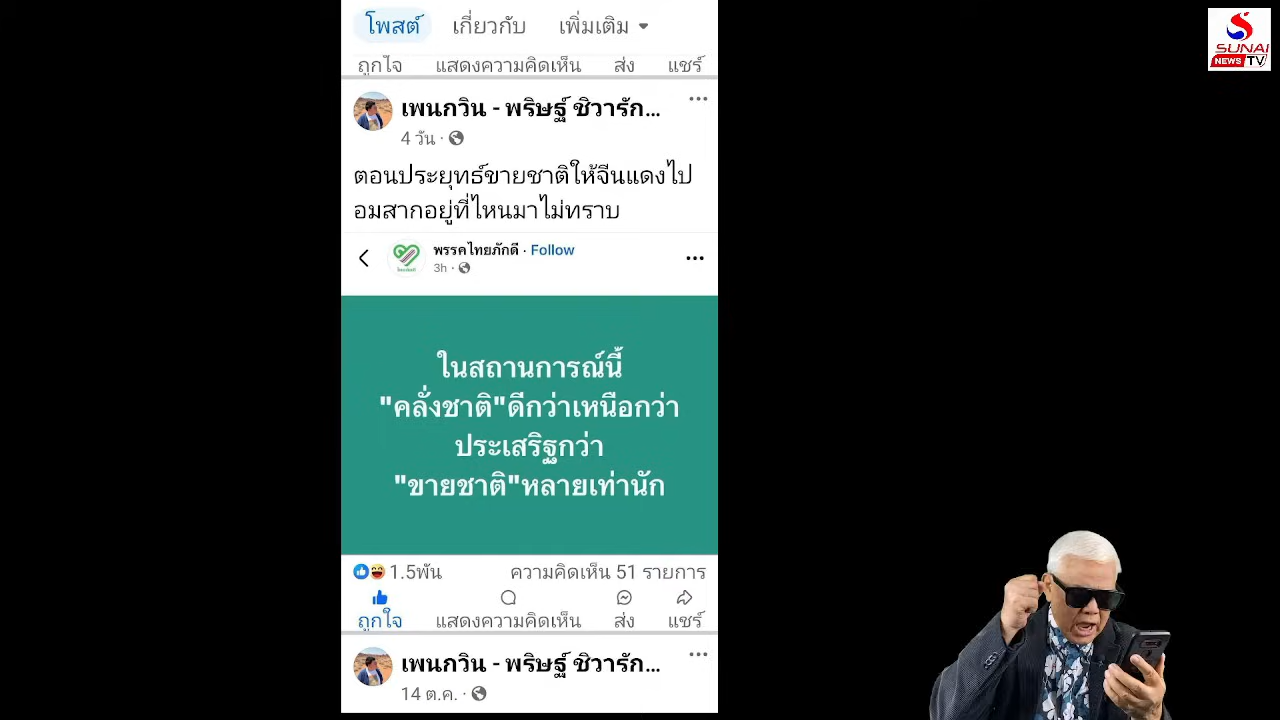 โพสต์ เกี่ยวกับ เพิ่มเติม
ถูกใจ แสดงความคิดเห็น ส่ง แชร์
SUNAI
NEWS TV
เพนกวิน - พริษฐ์ ชิวารัก...
4 วัน ·
ตอนประยุทธ์ขายชาติให้จีนแดงไป
อมสากอยู่ที่ไหนมาไม่ทราบ
พรรคไทยภักดี · Follow
3h ·
ในสถานการณ์นี้
"คลั่งชาติ"ดีกว่าเหนือกว่า
ประเสริฐกว่า
"ขายชาติ"หลายเท่านัก
1.5พัน ความคิดเห็น 51 รายการ
ถูกใจ แสดงความคิดเห็น ส่ง แชร์
เพนกวิน - พริษฐ์ ชิวารัก...
14 ต.ค. ·